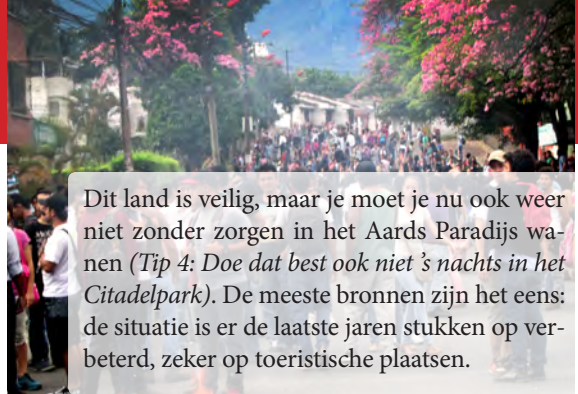 Dit land is veilig, maar je moet je nu ook weer
niet zonder zorgen in het Aards Paradijs wa-
nen (Tip 4: Doe dat best ook niet 's nachts in het
Citadelpark). De meeste bronnen zijn het eens:
de situatie is er de laatste jaren stukken op ver-
beterd, zeker op toeristische plaatsen.